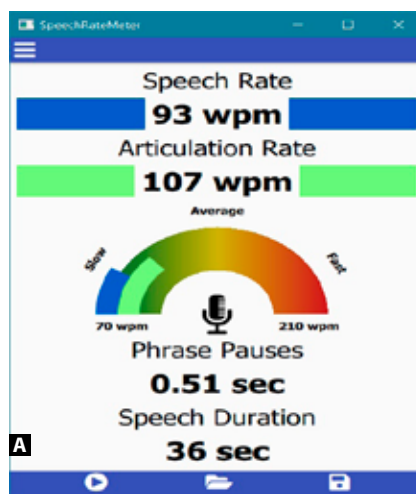 SpeechRateMeter
Speech Rate
93 wpm
Articulation Rate
107 wpm
Average
Slow
Fast
70 wpm 210 wpm
Phrase Pauses
0.51 sec
Speech Duration
36 sec
A